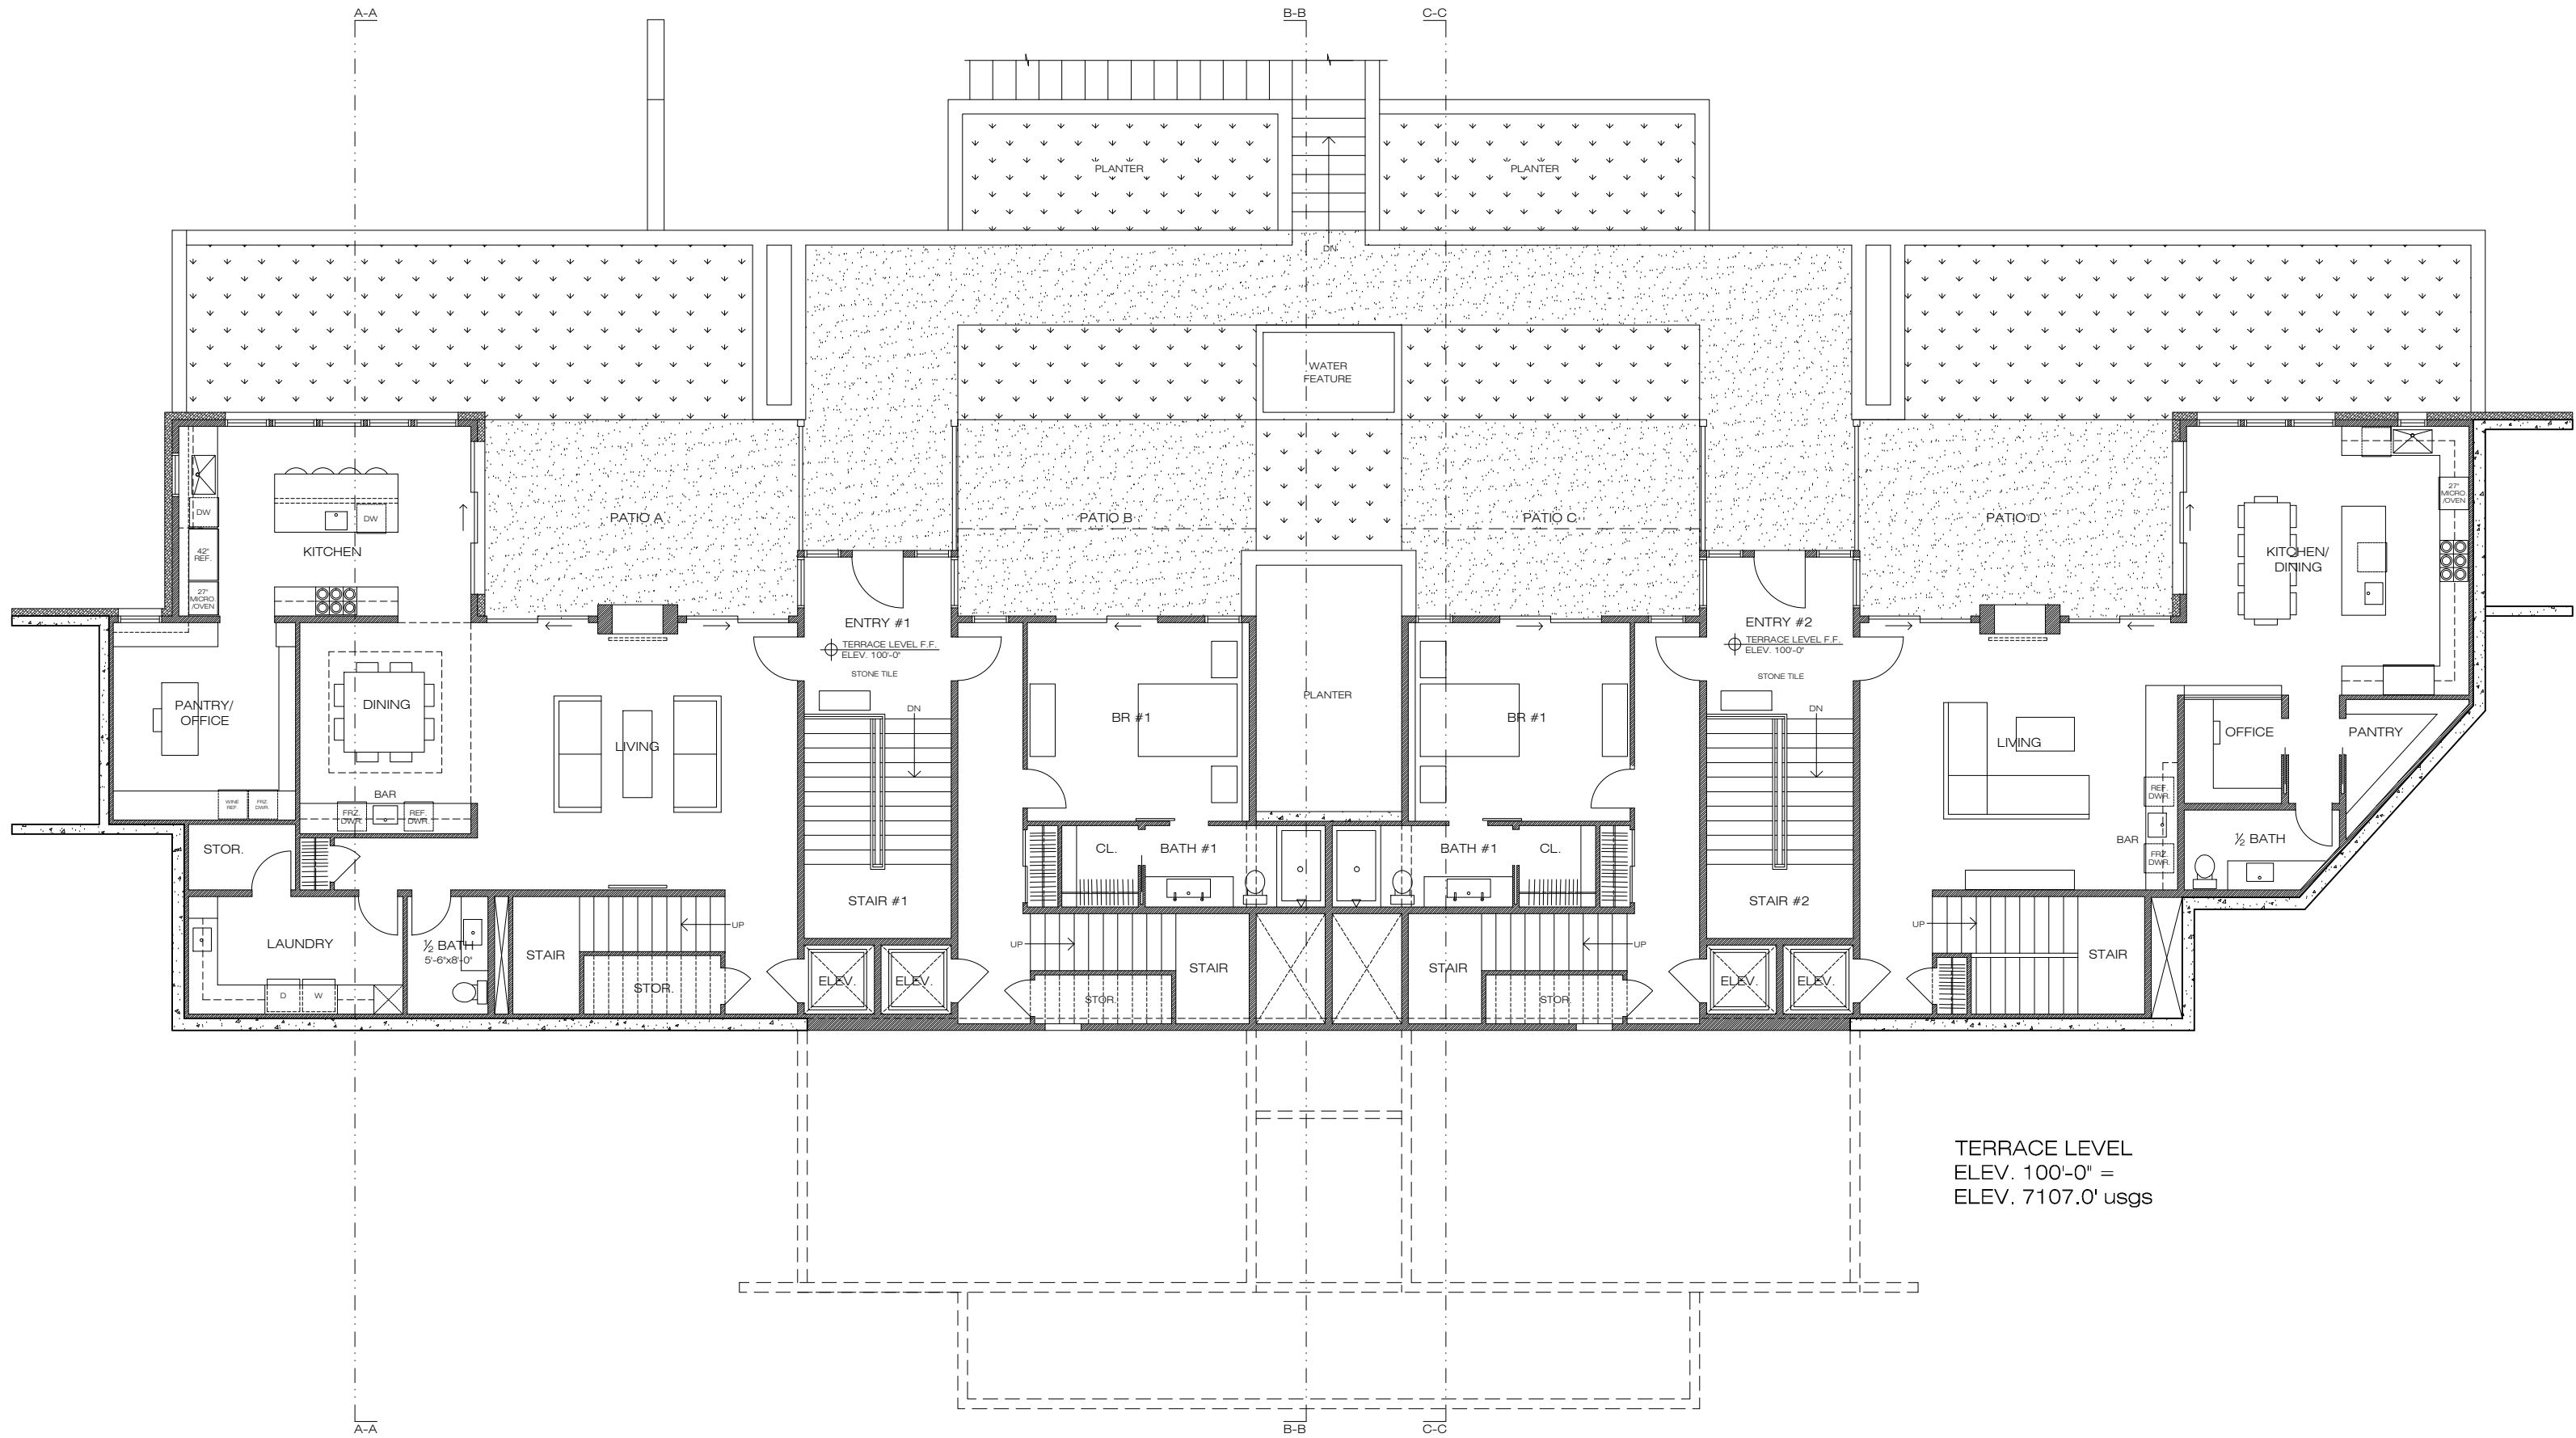 A-A
B-B
C-C
PLANTER
PLANTER
DN
WATER
FEATURE
DW
DW
42"
REF.
KITCHEN
27"
MICRO.
/OVEN
PATIO A
PATIO B
PATIO C
PATIO D
27"
MICRO.
/OVEN
KITCHEN/
DINING
ENTRY #1
TERRACE LEVEL F.F.
ELEV. 100'-0"
STONE TILE
ENTRY #2
TERRACE LEVEL F.F.
ELEV. 100'-0"
STONE TILE
PANTRY/
OFFICE
DINING
LIVING
DN
BR #1
PLANTER
BR #1
DN
LIVING
OFFICE
PANTRY
WINE
REF.
FRZ.
DWR.
BAR
FRZ.
DWR.
REF.
DWR.
REF.
DWR.
BAR
FRZ.
DWR.
½ BATH
STOR.
CL.
BATH #1
BATH #1
CL.
STAIR #1
STAIR #2
LAUNDRY
½ BATH
5'-6"x8'-0"
STAIR
UP
STOR.
D
W
ELEV.
ELEV.
UP
STAIR
STOR.
STAIR
UP
STOR.
ELEV.
ELEV.
UP
STAIR
TERRACE LEVEL
ELEV. 100'-0" =
ELEV. 7107.0' usgs
A-A
B-B
C-C